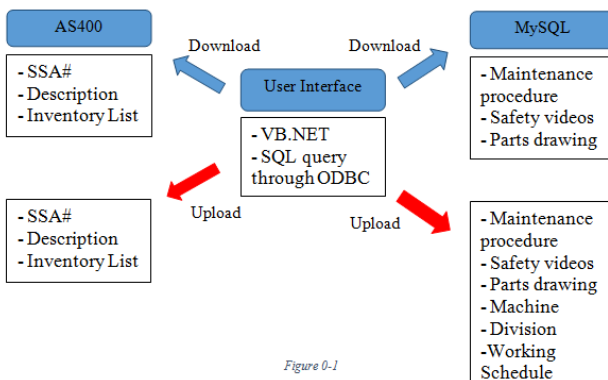 AS400
Download
Download
MySQL
- SSA#
- Description
- Inventory List
User Interface
- VB.NET
- SQL query
through ODBC
- Maintenance
procedure
- Safety videos
- Parts drawing
- SSA#
- Description
- Inventory List
Upload
Upload
- Maintenance
procedure
- Safety videos
- Parts drawing
- Machine
- Division
-Working
Schedule
Figure 0-1